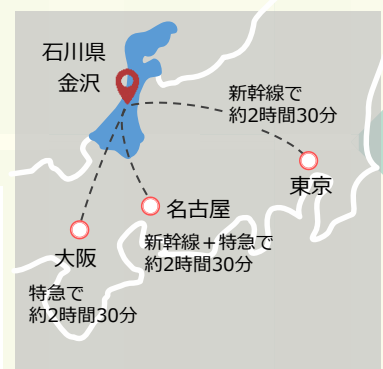 石川県
金沢
新幹線で
約2時間30分
東京
名古屋
新幹線＋特急で
約2時間30分
大阪
特急で
約2時間30分